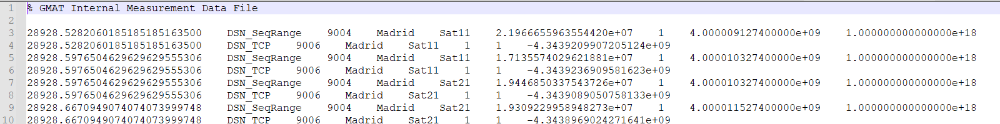 1 % GMAT Internal Measurement Data File
2
3 28928.5282060185185185163500 DSN_SeqRange 9004 Madrid Sat11 2.1966655963554420e+07 1 4.000009127400000e+09 1.000000000000000e+18
4 28928.5282060185185185163500 DSN_TCP 9006 Madrid Sat11 1 1 -4.3439209907205124e+09
5 28928.5976504629629629555306 DSN_SeqRange 9004 Madrid Sat11 1.7135574029621881e+07 1 4.000010327400000e+09 1.000000000000000e+18
6 28928.5976504629629629555306 DSN_TCP 9006 Madrid Sat11 1 1 -4.3439236909581623e+09
7 28928.5976504629629629555306 DSN_SeqRange 9004 Madrid Sat21 1.9446850337543726e+07 1 4.000010327400000e+09 1.000000000000000e+18
8 28928.5976504629629629555306 DSN_TCP 9006 Madrid Sat21 1 1 -4.3439089050758133e+09
9 28928.6670949074074073999748 DSN_SeqRange 9004 Madrid Sat21 1.9309229958948273e+07 1 4.000011527400000e+09 1.000000000000000e+18
10 28928.6670949074074073999748 DSN_TCP 9006 Madrid Sat21 1 1 -4.3438969024271641e+09